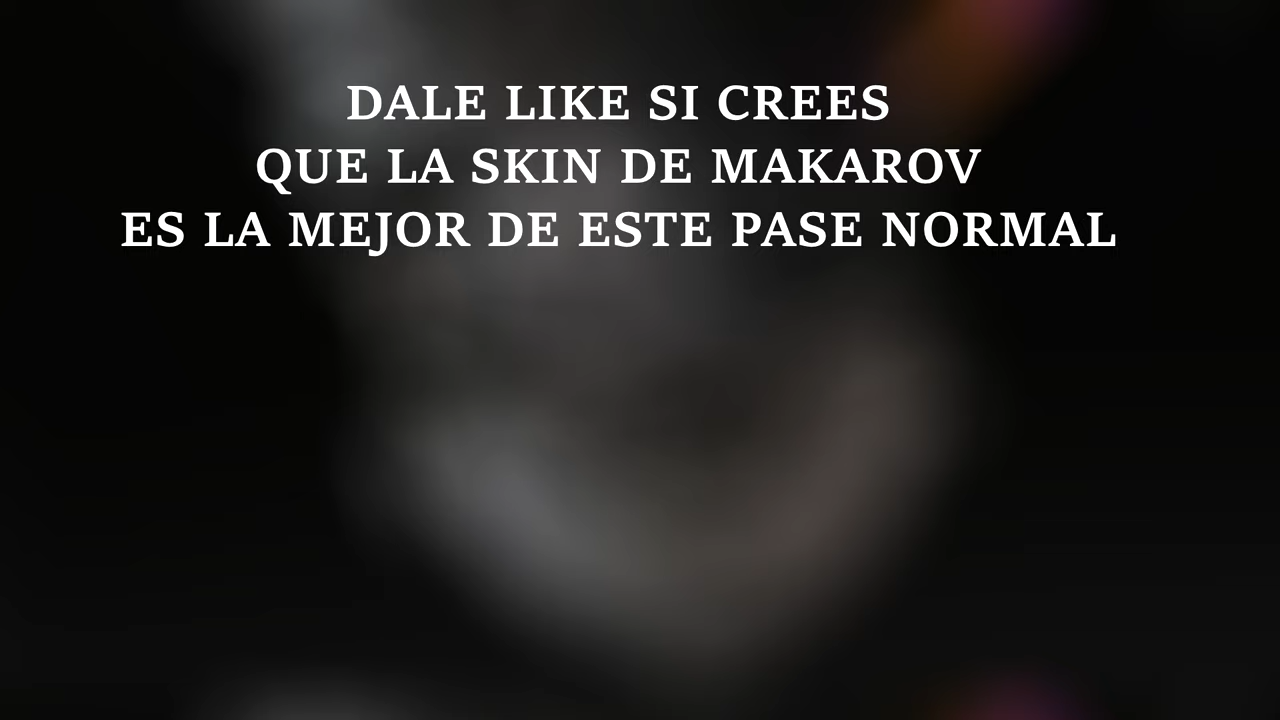 DALE LIKE SI CREES
QUE LA SKIN DE MAKAROV
ES LA MEJOR DE ESTE PASE NORMAL